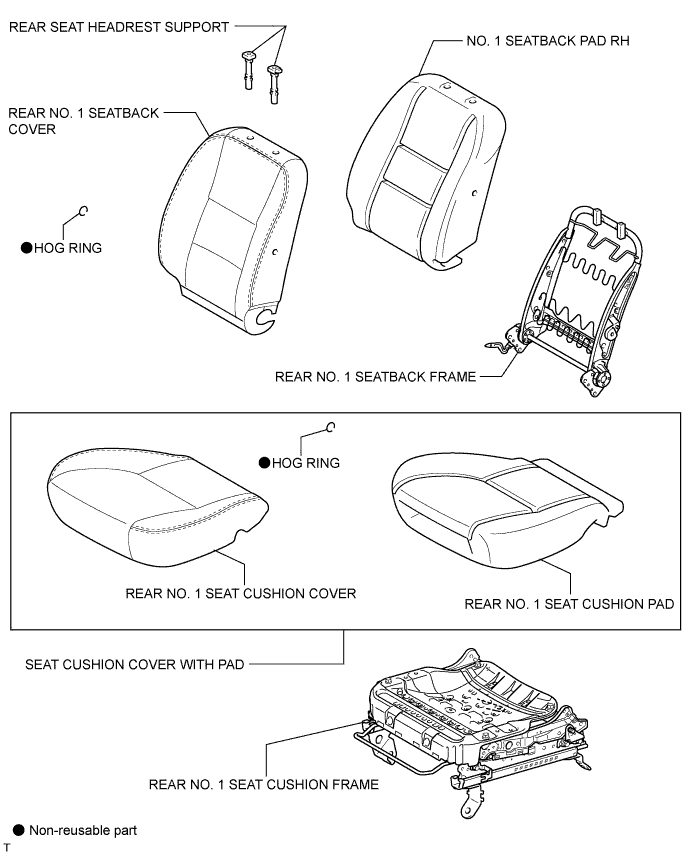 REAR SEAT HEADREST SUPPORT
NO. 1 SEATBACK PAD RH
REAR NO. 1 SEATBACK
COVER
●HOG RING
REAR NO. 1 SEATBACK FRAME
●HOG RING
REAR NO. 1 SEAT CUSHION COVER
REAR NO. 1 SEAT CUSHION PAD
SEAT CUSHION COVER WITH PAD
REAR NO. 1 SEAT CUSHION FRAME
● Non-reusable part
T